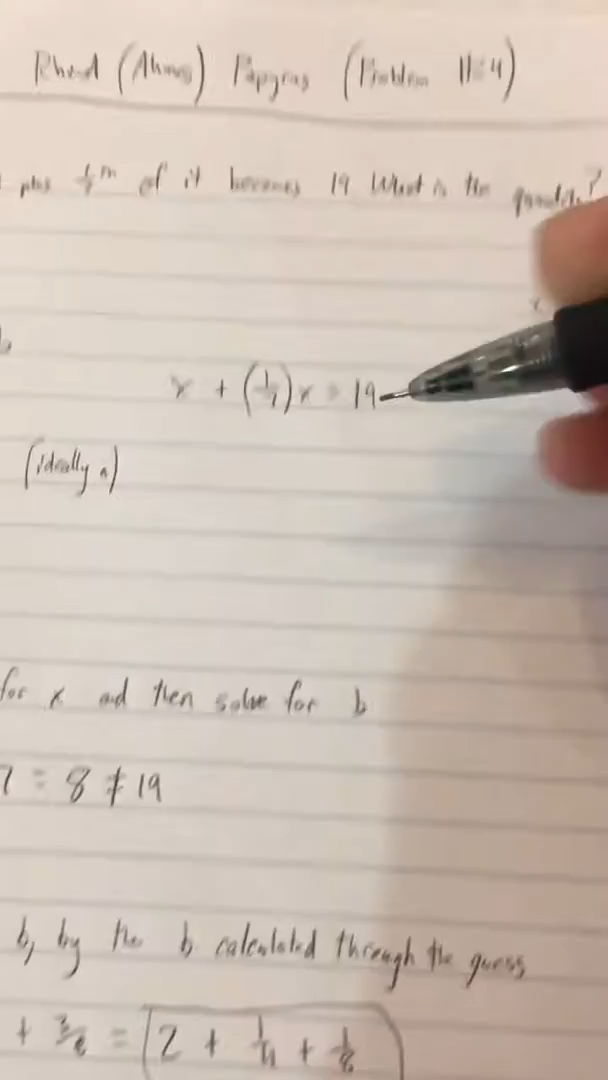 Rhind (Ahmes) Papyrus (Problem
plus 1/7th of it becomes 19 What is the quantity?
x + (1/7)x = 19
(ideally a)
for x and then solve for b
7 = 8 ≠ 19
b, by the b calculated through the guess
+ 3/8 = 2 + 1/4 + 1/8